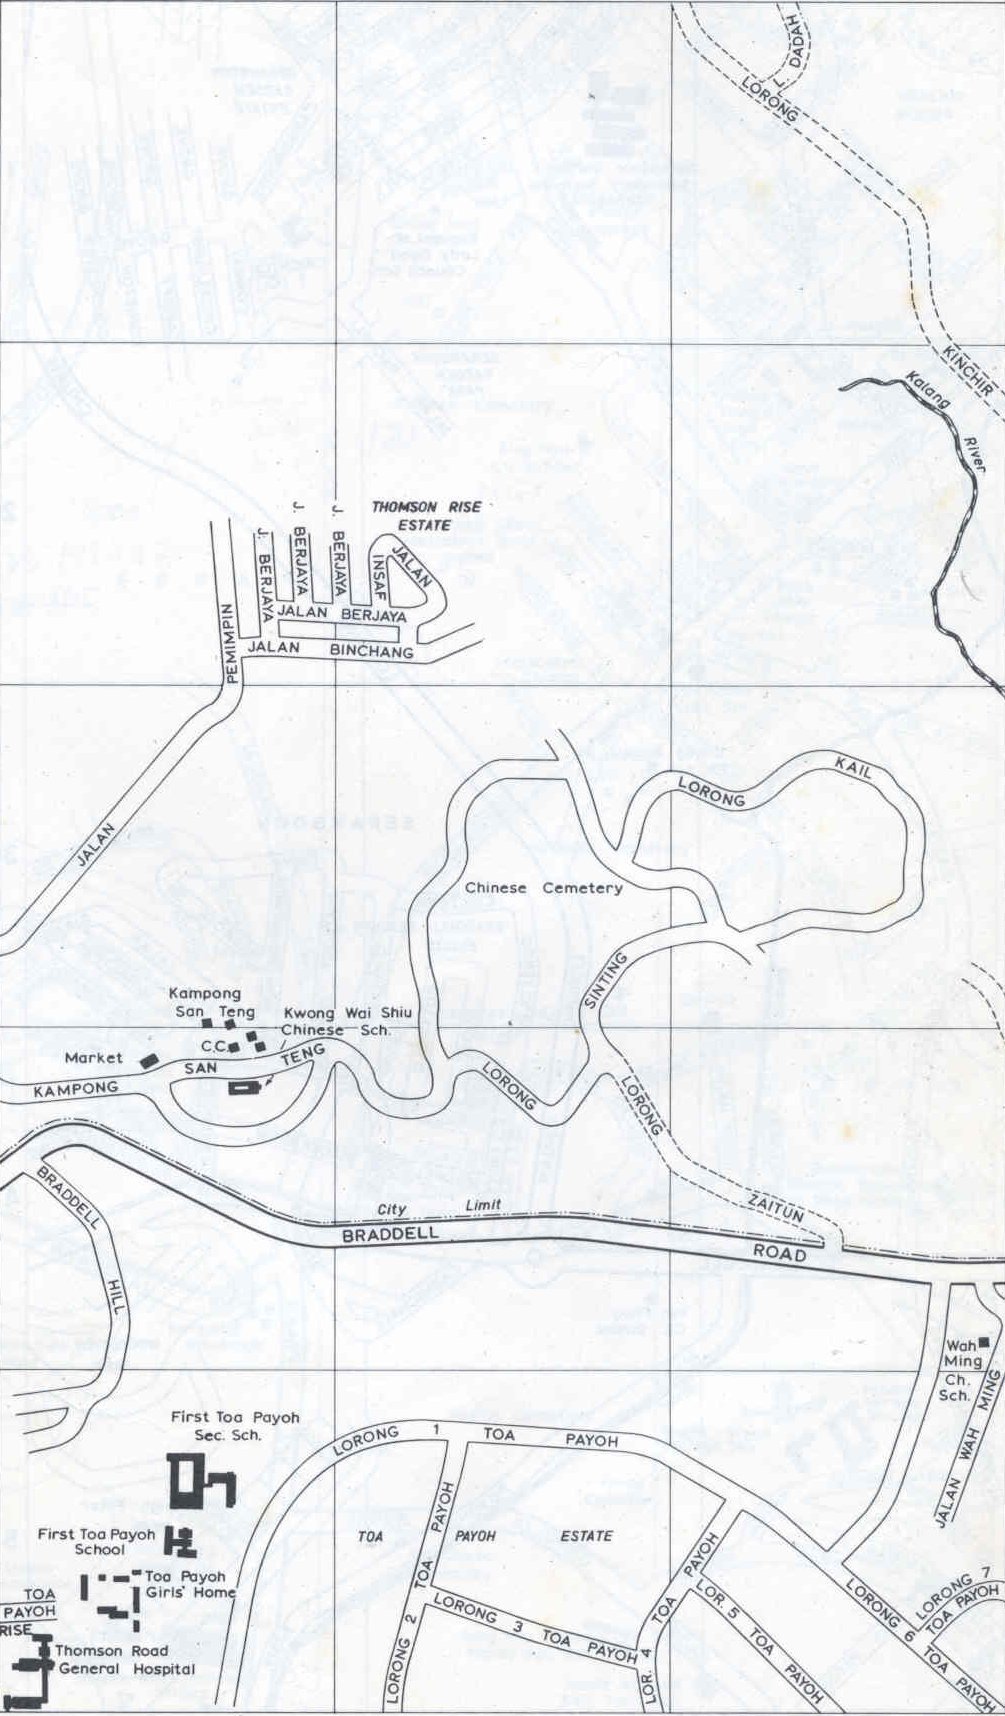 L. DADAH
LORONG
KINCHIR
Kalang
River
THOMSON RISE
ESTATE
J. BERJAYA
J. BERJAYA
J. BERJAYA
INSAF
JALAN
JALAN BERJAYA
JALAN BINCHANG
PEMIMPIN
JALAN
LORONG
KAIL
Chinese Cemetery
SINTING
LORONG
Kampong
San Teng
Kwong Wai Shiu
Chinese Sch.
C.C.
Market
KAMPONG
SAN
TENG
LORONG
ZAITUN
City Limit
BRADDELL
ROAD
BRADDELL
HILL
Wah
Ming
Ch.
Sch.
JALAN WAH MING
First Toa Payoh
Sec. Sch.
LORONG 1 TOA PAYOH
First Toa Payoh
School
TOA PAYOH ESTATE
Toa Payoh
Girls' Home
TOA
PAYOH
RISE
Thomson Road
General Hospital
LORONG 2 TOA PAYOH
LORONG 3 TOA PAYOH
LOR. 4 TOA PAYOH
LOR. 5 TOA PAYOH
LORONG 6 TOA PAYOH
LORONG 7
TOA PAYOH